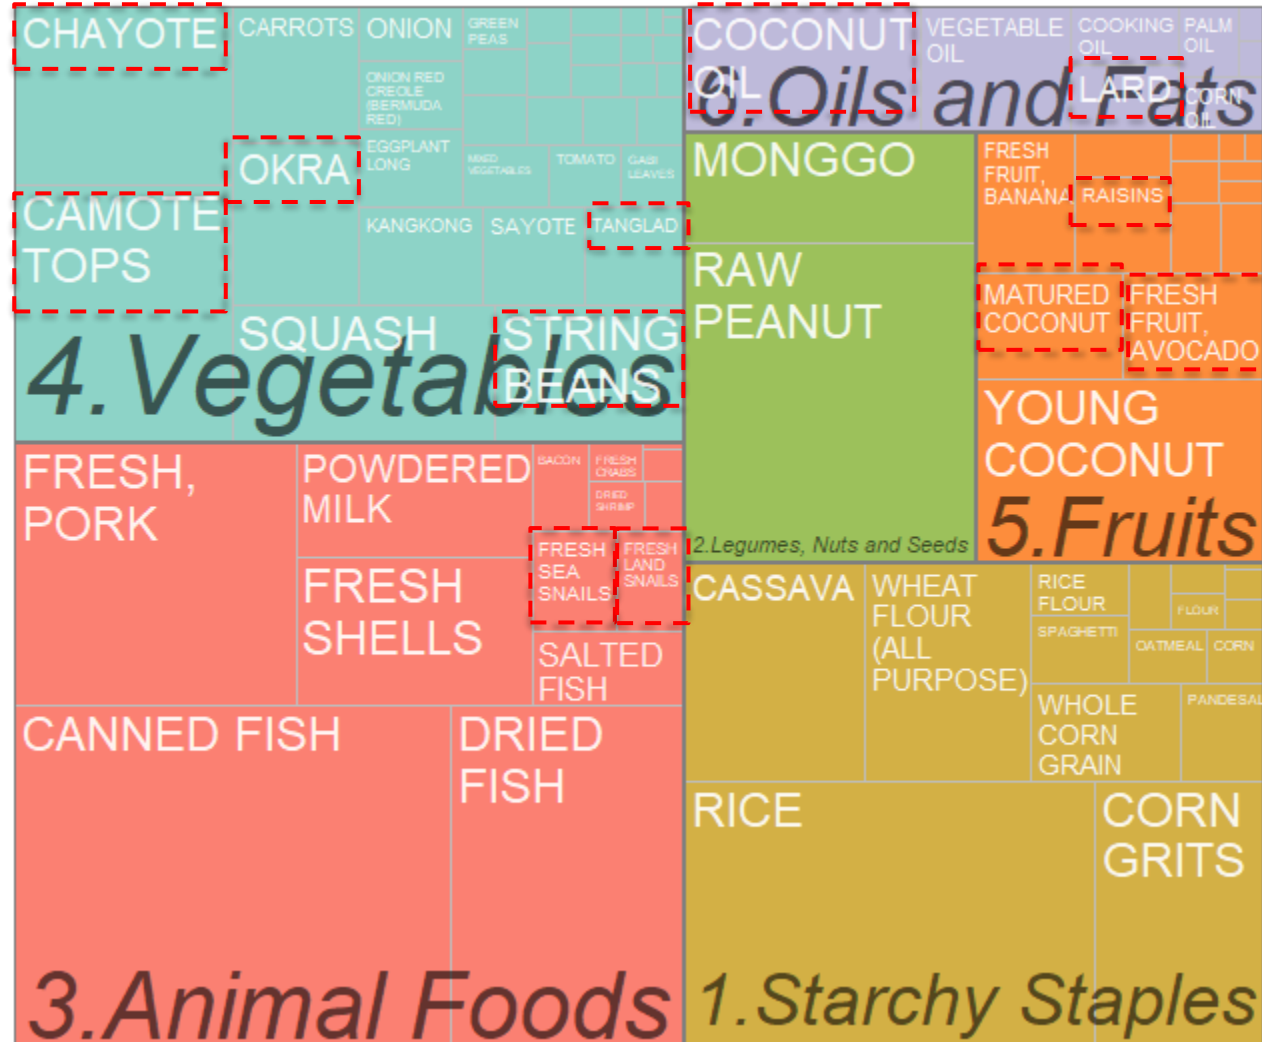 CHAYOTE
CARROTS
ONION
GREEN
PEAS
ONION RED
CREOLE
(BERMUDA
RED)
OKRA
EGGPLANT
LONG
MIXED
VEGETABLES
TOMATO
GABI
LEAVES
CAMOTE
TOPS
KANGKONG
SAYOTE
TANGLAD
SQUASH
STRING
BEANS
4.Vegetables
COCONUT
OIL
VEGETABLE
OIL
COOKING
OIL
PALM
OIL
LARD
CORN
OIL
6.Oils and Fats
MONGGO
RAW
PEANUT
2.Legumes, Nuts and Seeds
FRESH
FRUIT,
BANANA
RAISINS
MATURED
COCONUT
FRESH
FRUIT,
AVOCADO
YOUNG
COCONUT
5.Fruits
FRESH,
PORK
POWDERED
MILK
BACON
FRESH
CRABS
DRIED
SHRIMP
FRESH
SHELLS
FRESH
SEA
SNAILS
FRESH
LAND
SNAILS
SALTED
FISH
CANNED FISH
DRIED
FISH
3.Animal Foods
CASSAVA
WHEAT
FLOUR
(ALL
PURPOSE)
RICE
FLOUR
SPAGHETTI
FLOUR
OATMEAL
CORN
WHOLE
CORN
GRAIN
PANDESAL
RICE
CORN
GRITS
1.Starchy Staples